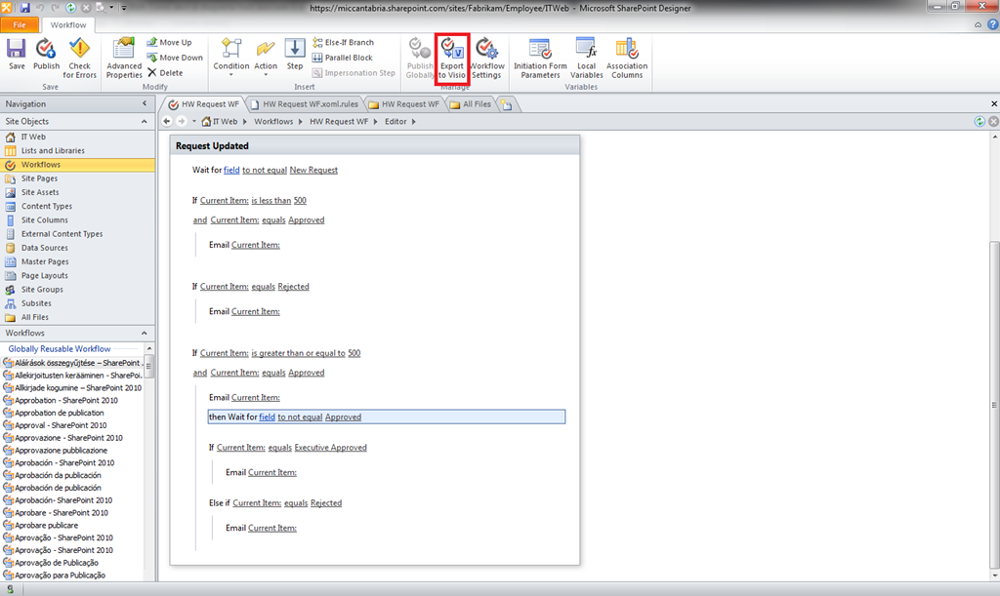 https://miccantabria.sharepoint.com/sites/Fabrikam/Employee/ITWeb - Microsoft SharePoint Designer
File Workflow
Save Publish Check for Errors
Save
Advanced Properties Move Up Move Down Delete
Modify
Condition Action Step Else-If Branch Parallel Block Impersonation Step
Insert
Publish Globally Export to Visio Workflow Settings
Manage
Initiation Form Parameters Local Variables Association Columns
Variables
Navigation
HW Request WF HW Request WF.xoml.rules HW Request WF All Files
Site Objects
IT Web Workflows HW Request WF Editor
IT Web
Lists and Libraries
Workflows
Site Pages
Site Assets
Content Types
Site Columns
External Content Types
Data Sources
Master Pages
Page Layouts
Site Groups
Subsites
All Files
Workflows
Globally Reusable Workflow
Aláírások összegyűjtése – SharePoint
Allekirjoitusten kerääminen - SharePoi.
Allkirjade kogumine – SharePoint 2010
Approbation - SharePoint 2010
Approbation de publication
Approval - SharePoint 2010
Approvazione - SharePoint 2010
Approvazione pubblicazione
Aprobación - SharePoint 2010
Aprobación da publicación
Aprobación de publicación
Aprobación- SharePoint 2010
Aprobare - SharePoint 2010
Aprobare publicare
Aprovação - SharePoint 2010
Aprovação - SharePoint 2010
Aprovação de Publicação
Aprovação para Publicação
Request Updated
Wait for field to not equal New Request
If Current Item: is less than 500
and Current Item: equals Approved
Email Current Item:
If Current Item: equals Rejected
Email Current Item:
If Current Item: is greater than or equal to 500
and Current Item: equals Approved
Email Current Item:
then Wait for field to not equal Approved
If Current Item: equals Executive Approved
Email Current Item:
Else if Current Item: equals Rejected
Email Current Item: